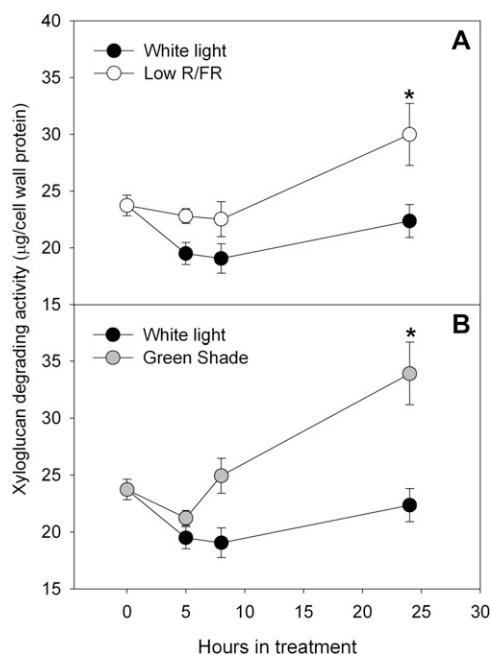 40
White light
Low R/FR
A
*
35
30
25
20
15
White light
Green Shade
B
*
35
30
25
20
15
0 5 10 15 20 25 30
Xyloglucan degrading activity (µg/cell wall protein)
Hours in treatment